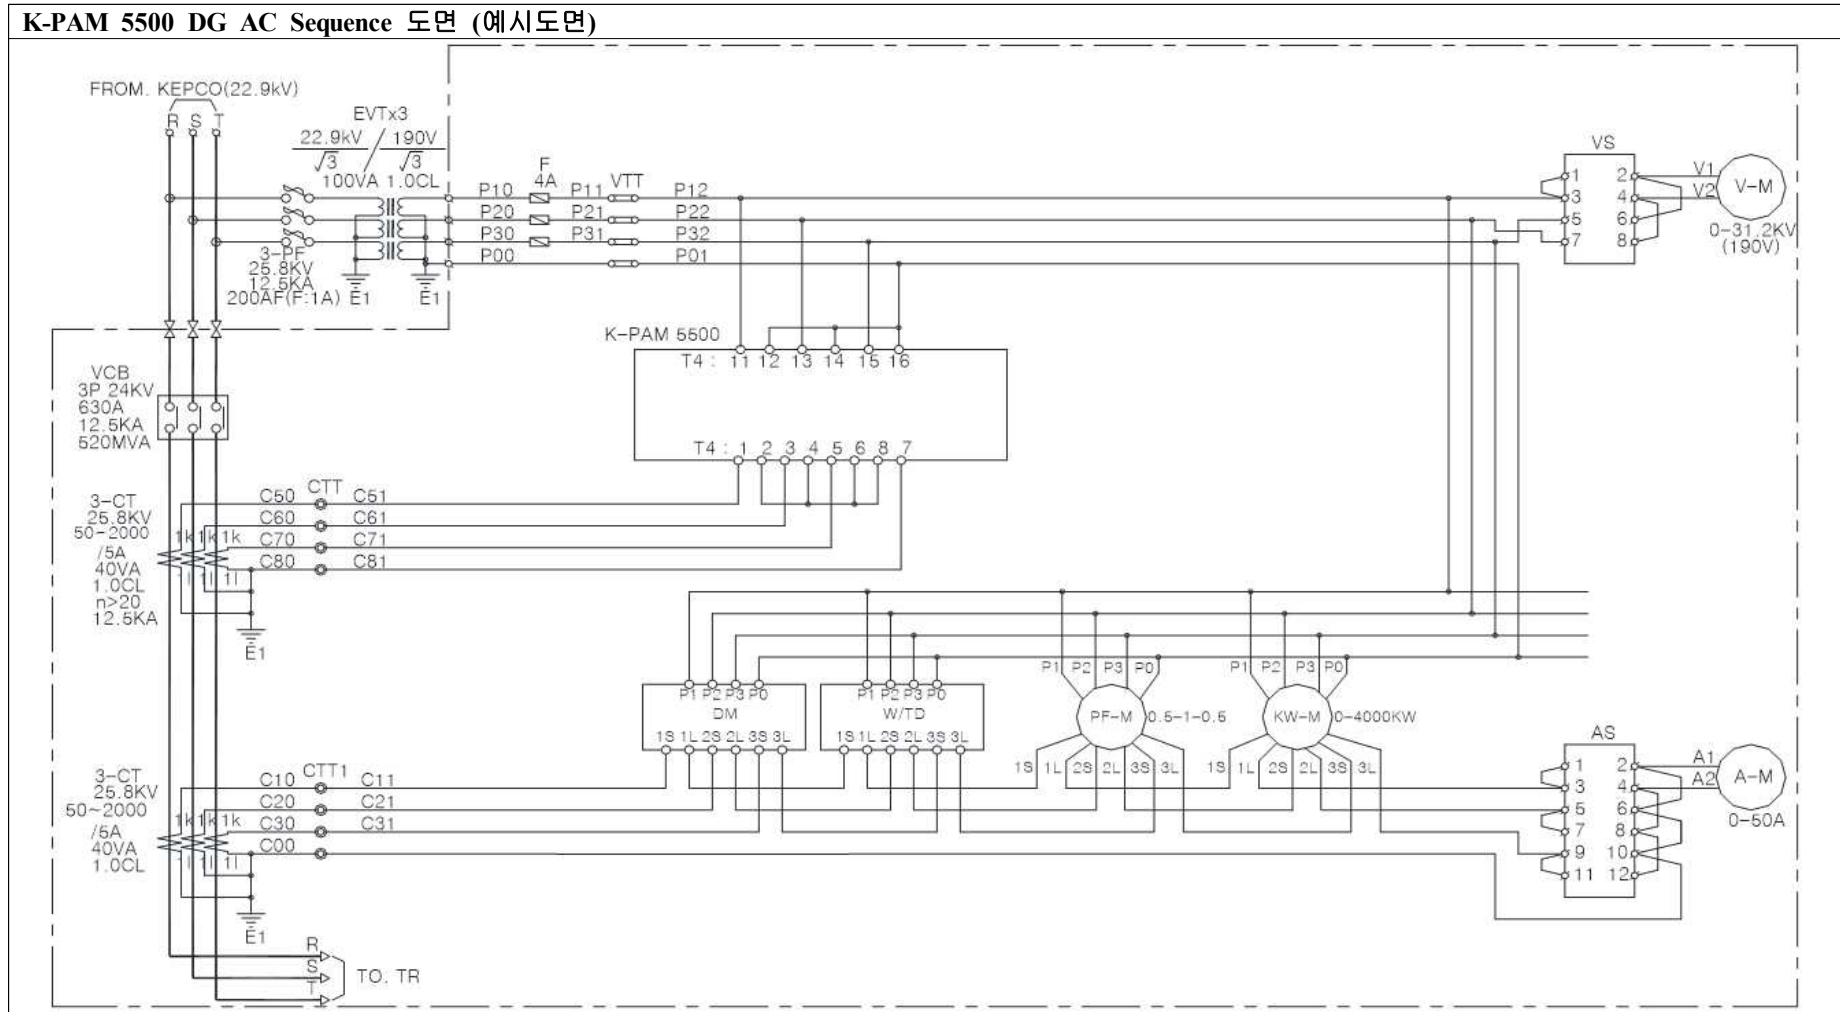 K-PAM 5500 DG AC Sequence 도면 (예시도면)
FROM. KEPCO(22.9kV)
R S T
EVTx3
22.9kV / 190V
√3 √3
100VA 1.0CL
3-PF
25.8KV
12.5KA
200AF(F:1A)
E1 E1
F
4A
VTT
P10 P11 P12
P20 P21 P22
P30 P31 P32
P00 P01
VS
1 2
3 4
5 6
7 8
V1
V2
V-M
0-31.2KV
(190V)
K-PAM 5500
T4 : 11 12 13 14 15 16
T4 : 1 2 3 4 5 6 8 7
VCB
3P 24KV
630A
12.5KA
520MVA
3-CT
25.8KV
50-2000
/5A
40VA
1.0CL
n>20
12.5KA
1k 1k 1k
1l 1l 1l
E1
CTT
C50 C51
C60 C61
C70 C71
C80 C81
P1 P2 P3 P0
DM
1S 1L 2S 2L 3S 3L
P1 P2 P3 P0
W/TD
1S 1L 2S 2L 3S 3L
P1 P2 P3 P0
PF-M 0.5-1-0.5
1S 1L 2S 2L 3S 3L
P1 P2 P3 P0
KW-M 0-4000KW
1S 1L 2S 2L 3S 3L
3-CT
25.8KV
50~2000
/5A
40VA
1.0CL
1k 1k 1k
1l 1l 1l
E1
CTT1
C10 C11
C20 C21
C30 C31
C00
AS
1 2
3 4
5 6
7 8
9 10
11 12
A1
A2
A-M
0-50A
R
S
T
TO. TR